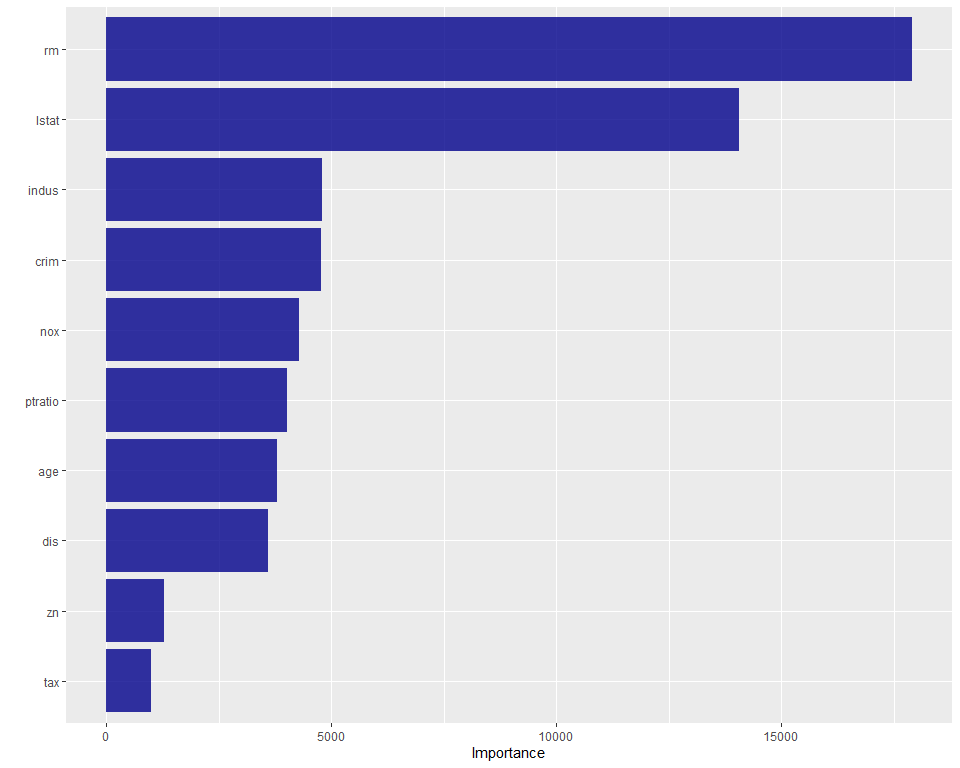 rm
lstat
indus
crim
nox
ptratio
age
dis
zn
tax
0 5000 10000 15000
Importance